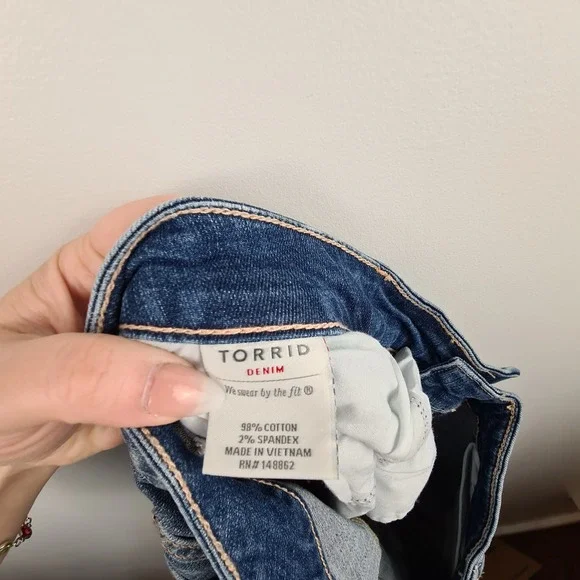 TORRID
DENIM
We swear by the fit ®
98% COTTON
2% SPANDEX
MADE IN VIETNAM
RN# 148862